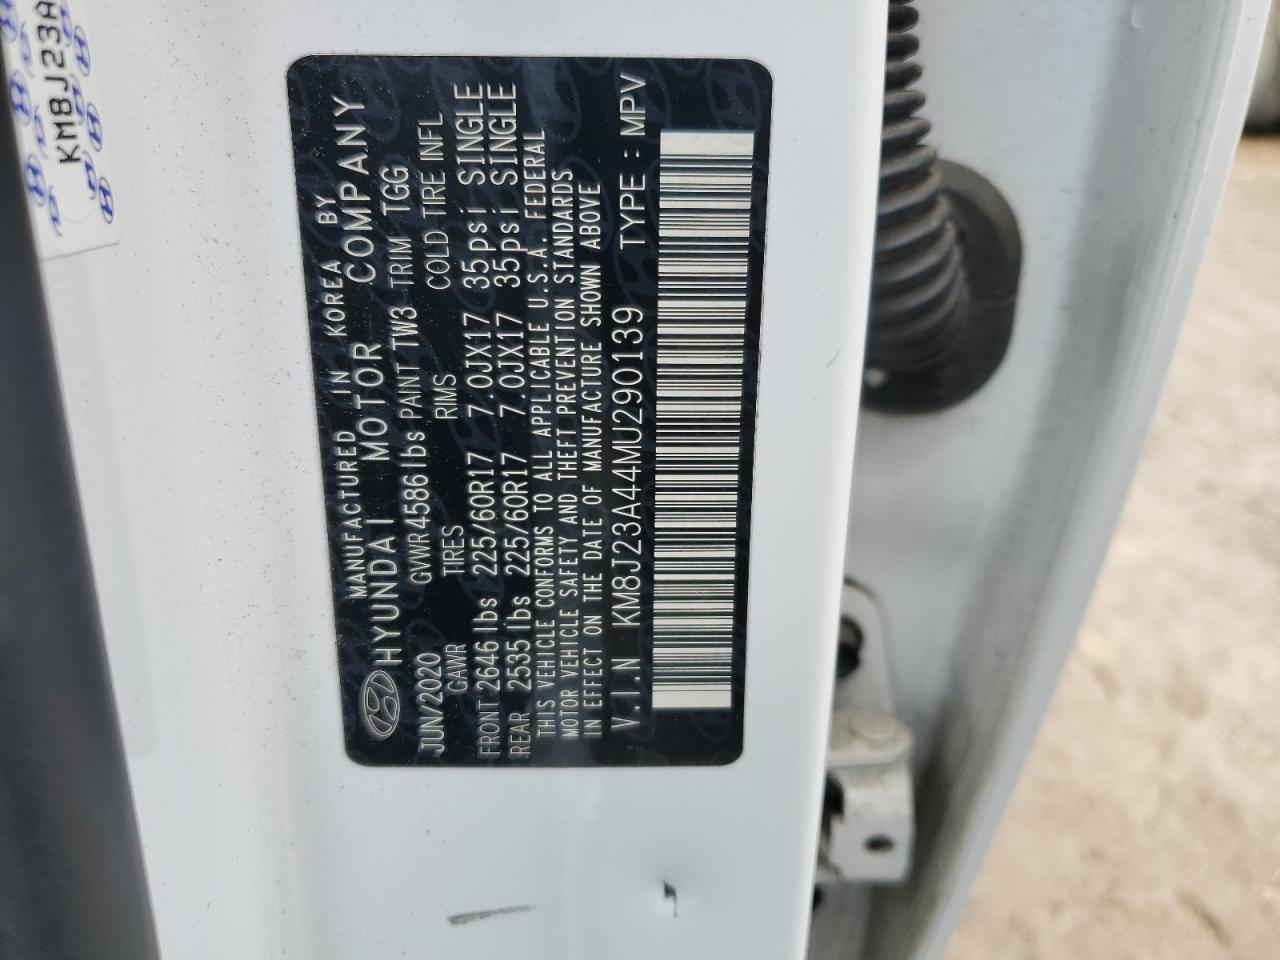 KM8J23A
MANUFACTURED IN KOREA BY
HYUNDAI MOTOR COMPANY
JUN/2020 GVWR 4586 lbs PAINT TW3 TRIM TGG
GAWR TIRES RIMS COLD TIRE INFL
FRONT 2646 lbs 225/60R17 7.0JX17 35psi SINGLE
REAR 2535 lbs 225/60R17 7.0JX17 35psi SINGLE
THIS VEHICLE CONFORMS TO ALL APPLICABLE U.S.A. FEDERAL
MOTOR VEHICLE SAFETY AND THEFT PREVENTION STANDARDS
IN EFFECT ON THE DATE OF MANUFACTURE SHOWN ABOVE
V.I.N KM8J23A44MU290139 TYPE : MPV